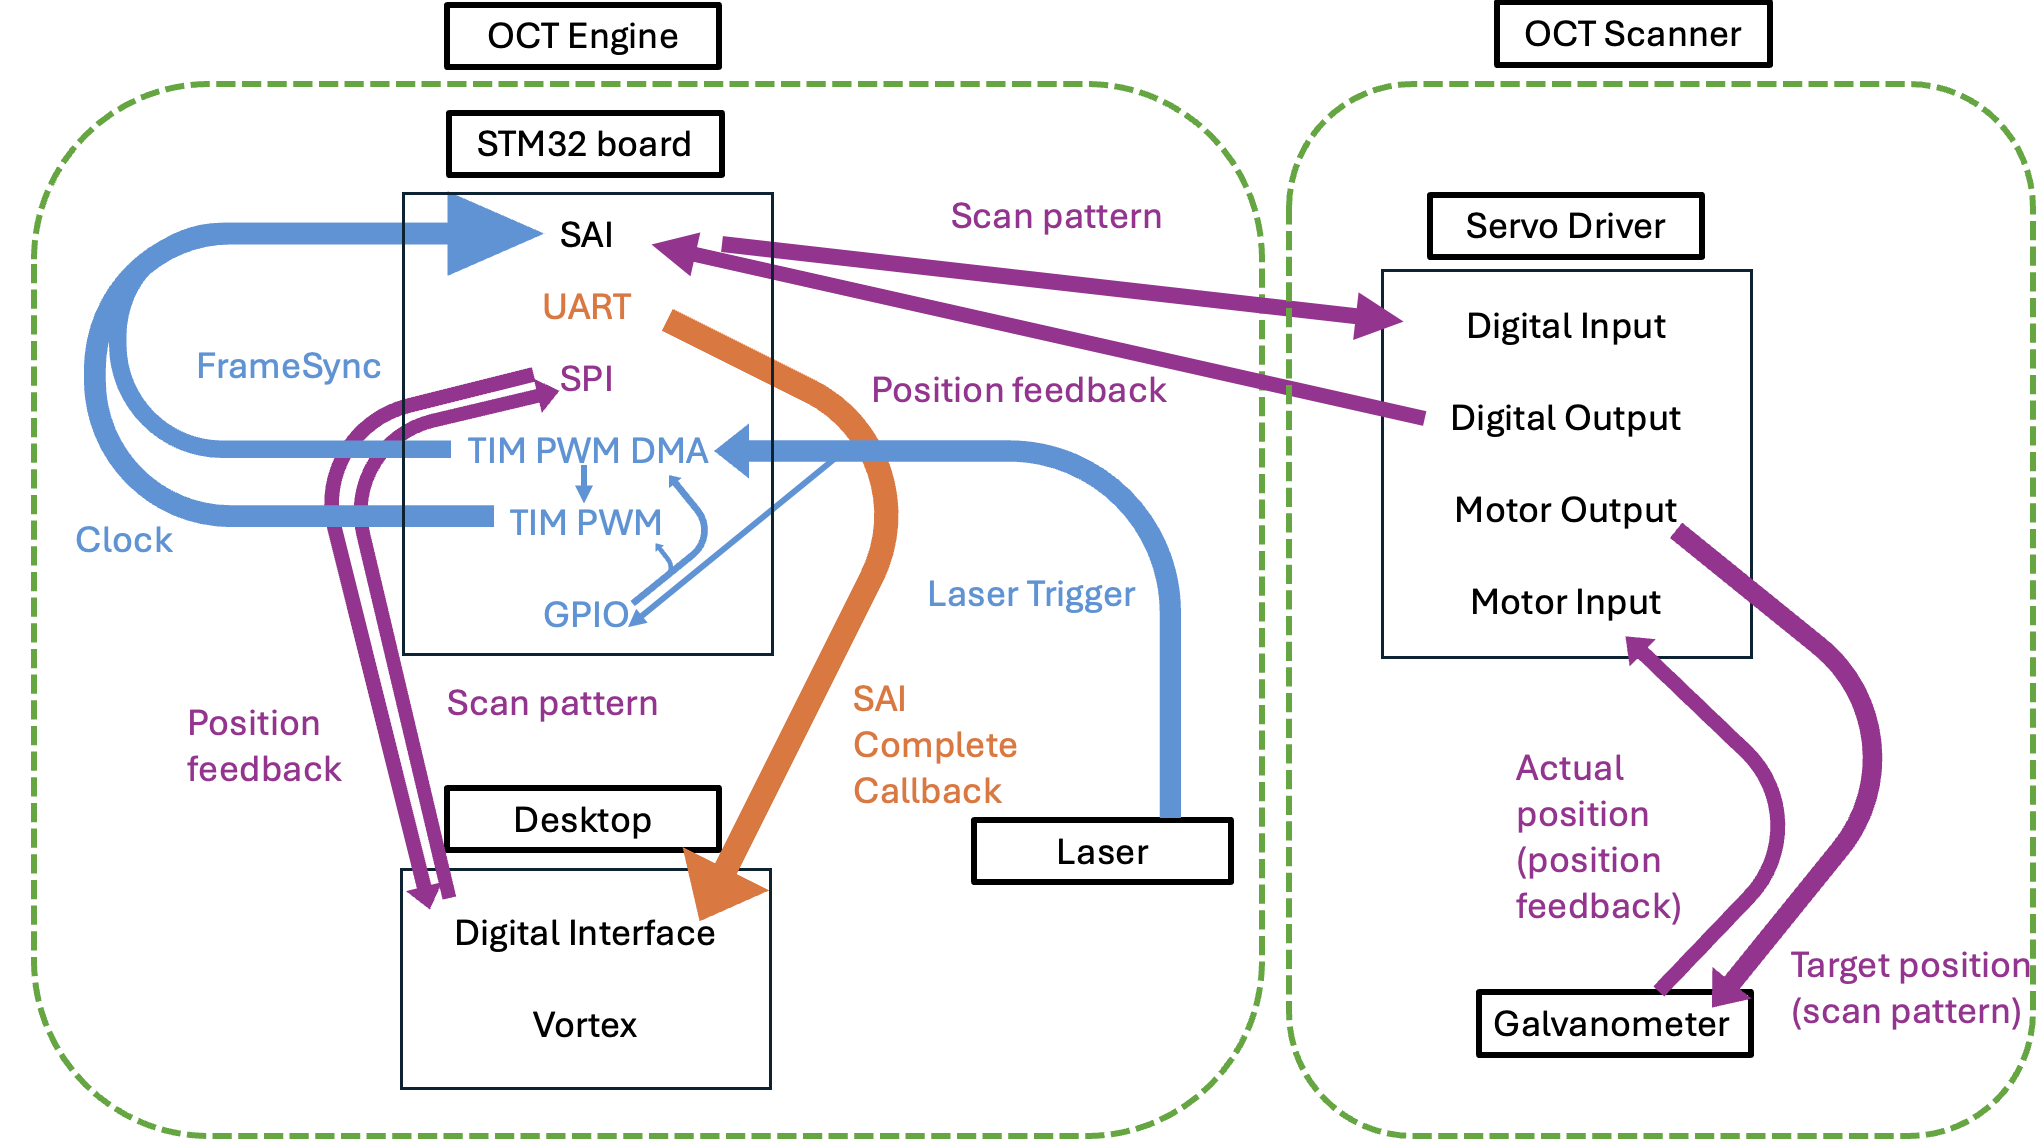 OCT Engine
OCT Scanner
STM32 board
SAI
UART
SPI
TIM PWM DMA
TIM PWM
GPIO
FrameSync
Clock
Scan pattern
Position feedback
Laser Trigger
Servo Driver
Digital Input
Digital Output
Motor Output
Motor Input
Position
feedback
Scan pattern
SAI
Complete
Callback
Desktop
Digital Interface
Vortex
Laser
Actual
position
(position
feedback)
Target position
(scan pattern)
Galvanometer